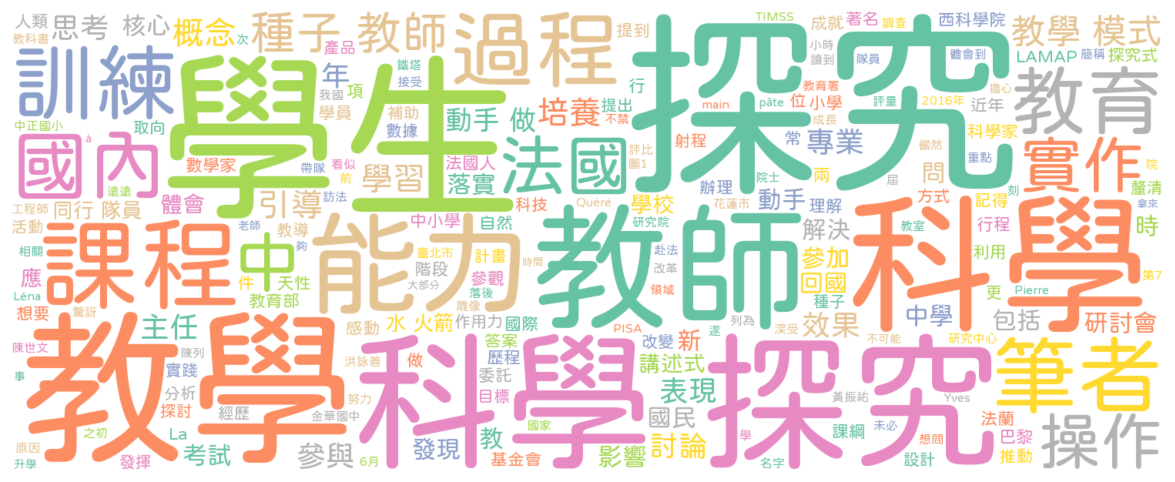 人類 思考 核心 概念 次 種子 教師 過程 提到 探究 TIMSS 成就 著名 調查 西科學院 教學 模式
教科書 產品 小時 讀到 隊員 體會到 LAMAP 簡稱 探究式
訓練 學生 年 項 我國 鐵塔 接受 學員 補助 數據 動手 做 培養 行 提出 不禁 main pâte 教育署 位 小學 成長 評量 2016年 擔心 近年 教育
中正國小 取向 à 國內 數學家 帶隊 看似 前 法國人 落實 法國 評比 圖1 射程 常 專業 儼然 科學家 重點 實作
遠遠 訪法 學習 院士 兩 問 院 釐清
工程師 同行 隊員 體會 引導 中小學 科技 Quéré 學校 辦理 花蓮市 動手 理解 方式 記得 刻 拿來
活動 老師 教導 夠 自然 研究院 屆 教室 行程 時
相關 課程 中 能力 臺北市 計畫 時間 教師 赴法 解決 科學 利用
應 件 天性 階段 參觀 改革 參加 更 第7
Léna 想要 驚訝 教育部 大部分 落後 雕像 領域 回國 種子 Pierre
主任 感動 水 火箭 作用力 國際 PISA 列為 遂 深受 效果 中學 包括 研討會
陳世文 陳列 洪詠善 做 答案 歷程 改變 新 不可能 研究中心
事 教學 實踐 科學 委託 講述式 探究 筆者
分析 努力 目標 表現 黃振祐 Yves
探討 經歷 金華國中 國民 法蘭
原因 之初 La 參與 發現 教 國家 討論 學 課綱 未必 想問 巴黎 操作
升學 發揮 考試 6月 基金會 影響 名字 設計 推動